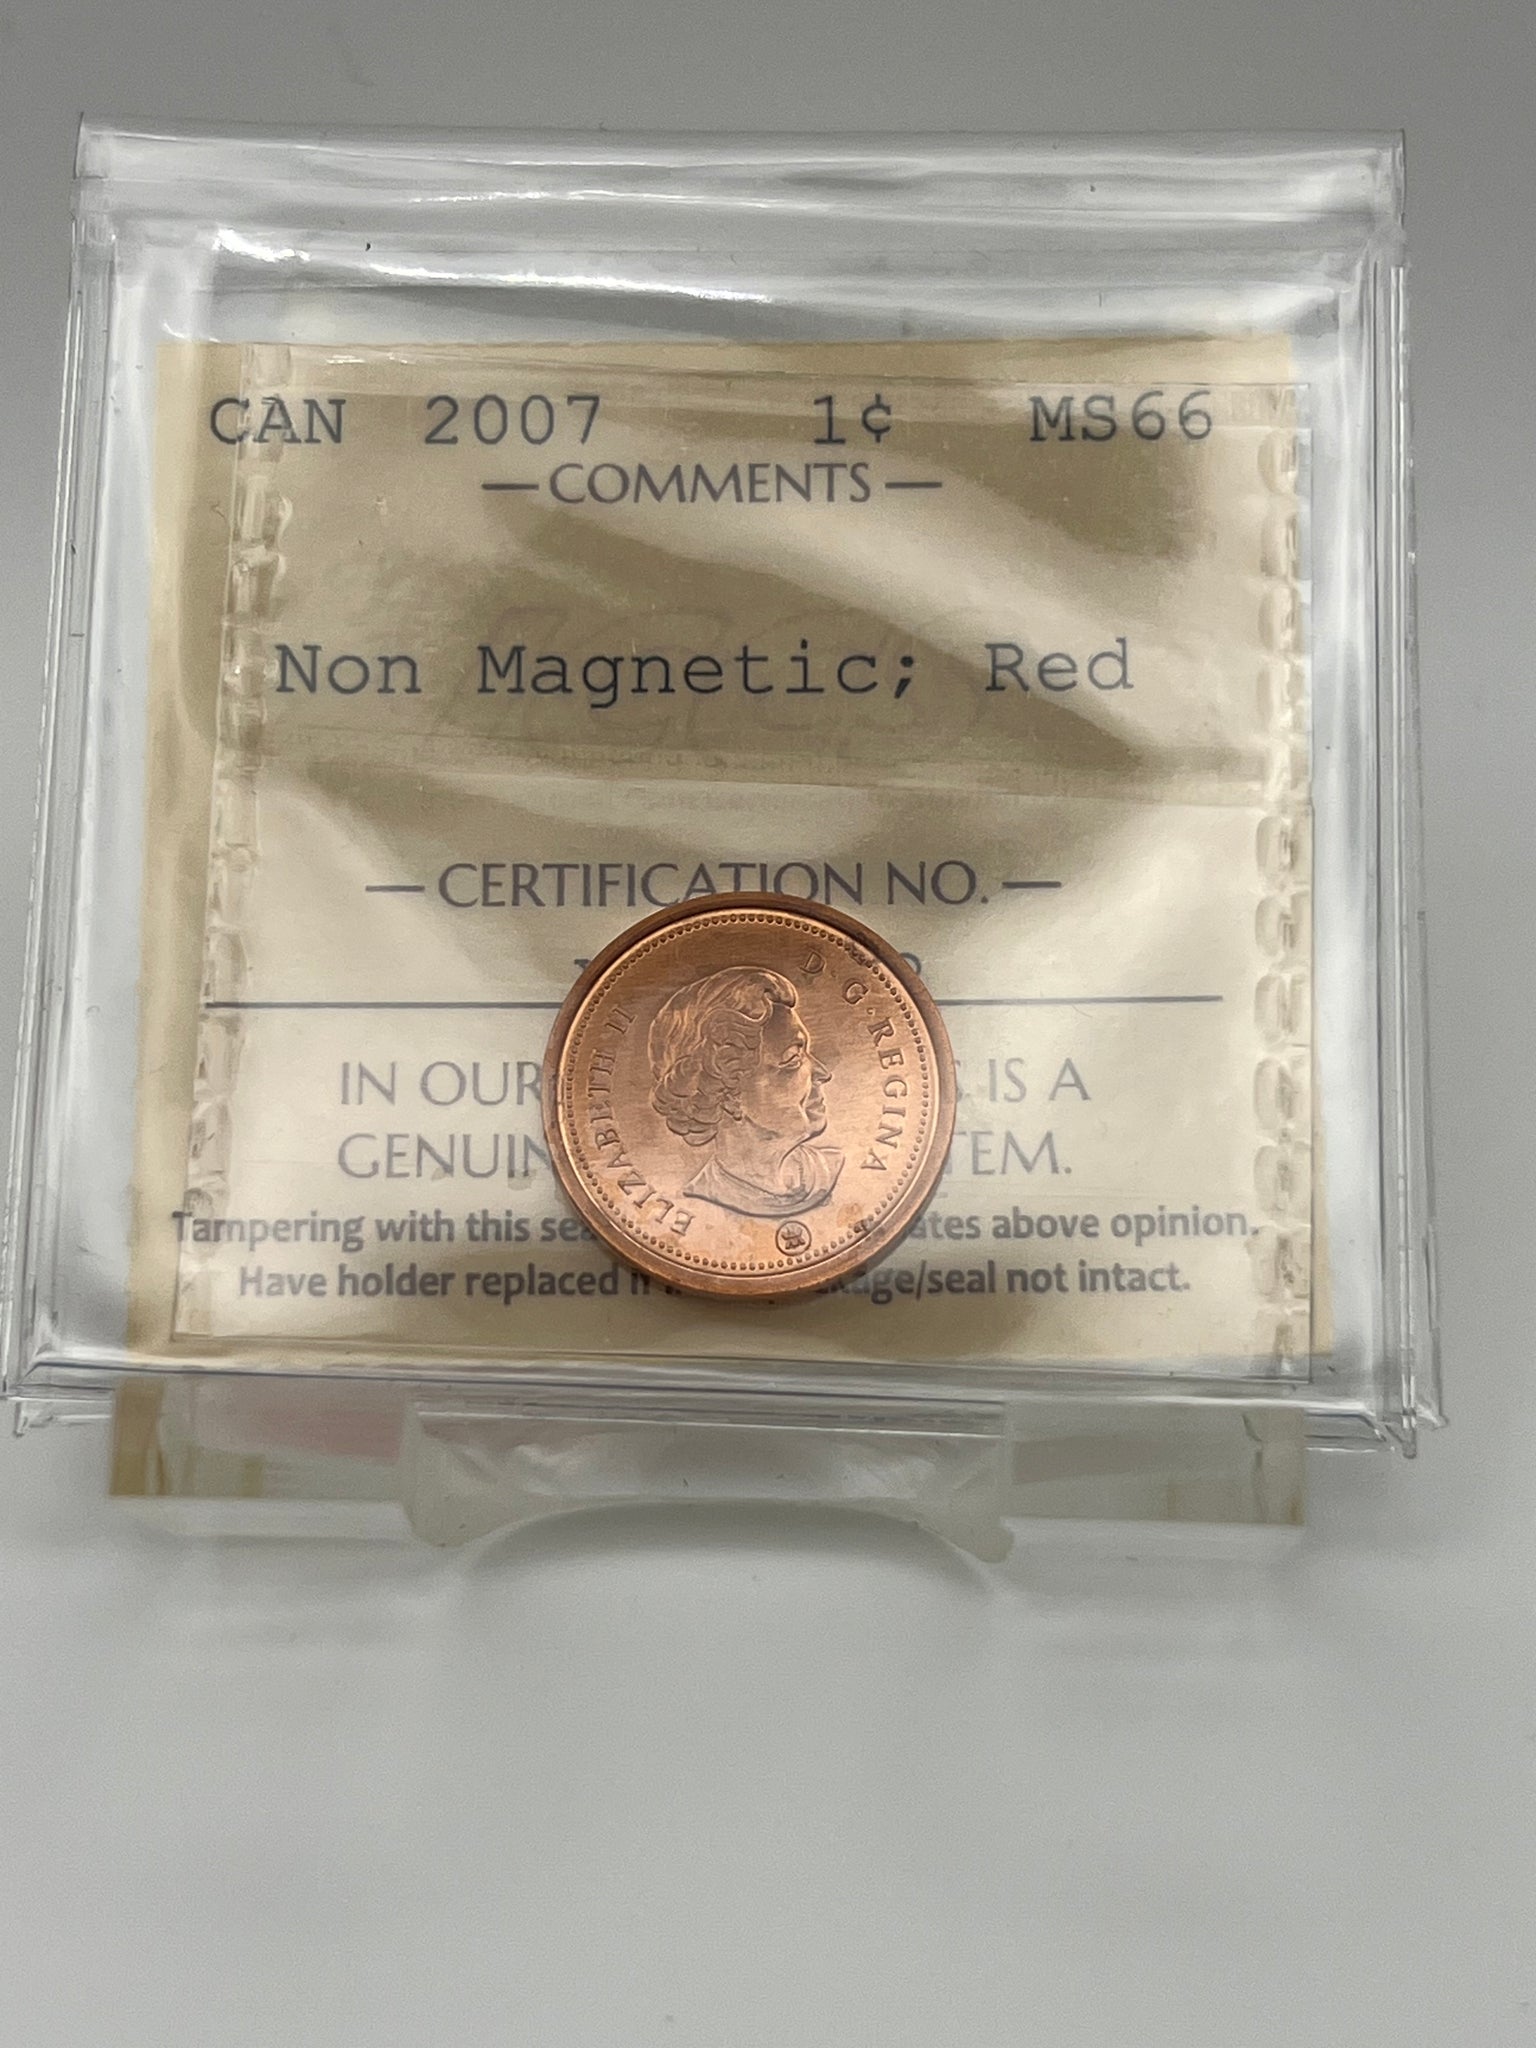 CAN 2007 1¢ MS66
—COMMENTS—
Non Magnetic; Red
—CERTIFICATION NO.—
IN OUR IS A
GENUIN TEM.
Tampering with this sea ates above opinion.
Have holder replaced if kage/seal not intact.
ELIZABETH II D·G·REGINA